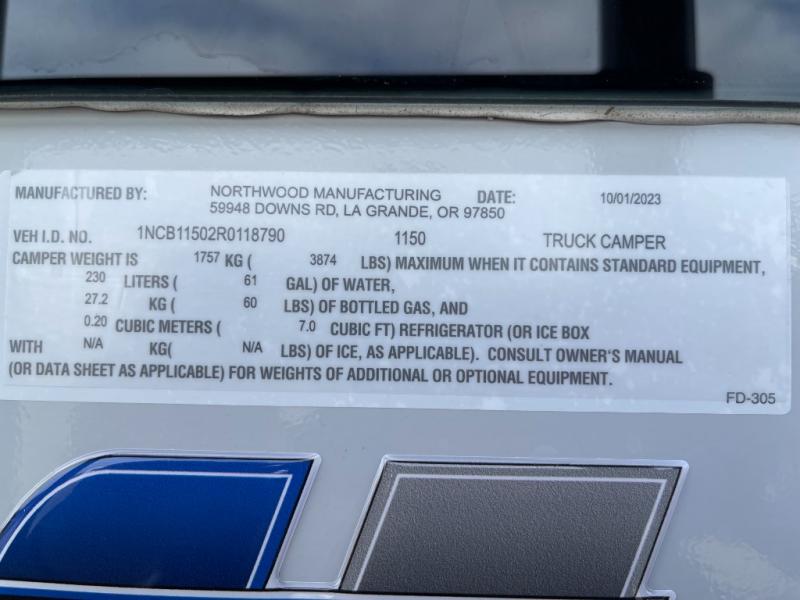 MANUFACTURED BY: NORTHWOOD MANUFACTURING DATE: 10/01/2023
59948 DOWNS RD, LA GRANDE, OR 97850
VEH I.D. NO. 1NCB11502R0118790 1150 TRUCK CAMPER
CAMPER WEIGHT IS 1757 KG ( 3874 LBS) MAXIMUM WHEN IT CONTAINS STANDARD EQUIPMENT,
230 LITERS ( 61 GAL) OF WATER,
27.2 KG ( 60 LBS) OF BOTTLED GAS, AND
0.20 CUBIC METERS ( 7.0 CUBIC FT) REFRIGERATOR (OR ICE BOX
WITH N/A KG( N/A LBS) OF ICE, AS APPLICABLE). CONSULT OWNER'S MANUAL
(OR DATA SHEET AS APPLICABLE) FOR WEIGHTS OF ADDITIONAL OR OPTIONAL EQUIPMENT.
FD-305